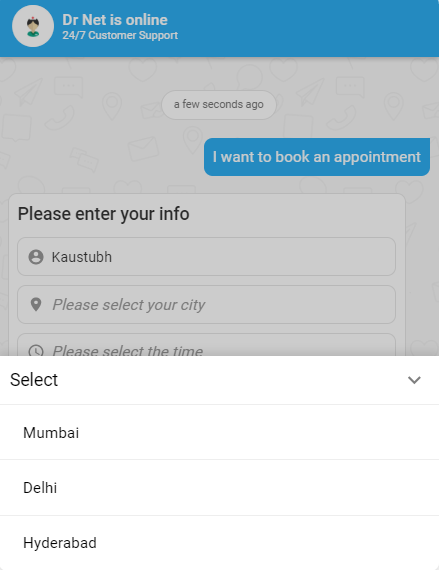 Dr Net is online
24/7 Customer Support
a few seconds ago
I want to book an appointment
Please enter your info
Kaustubh
Please select your city
Please select the time
Select
Mumbai
Delhi
Hyderabad